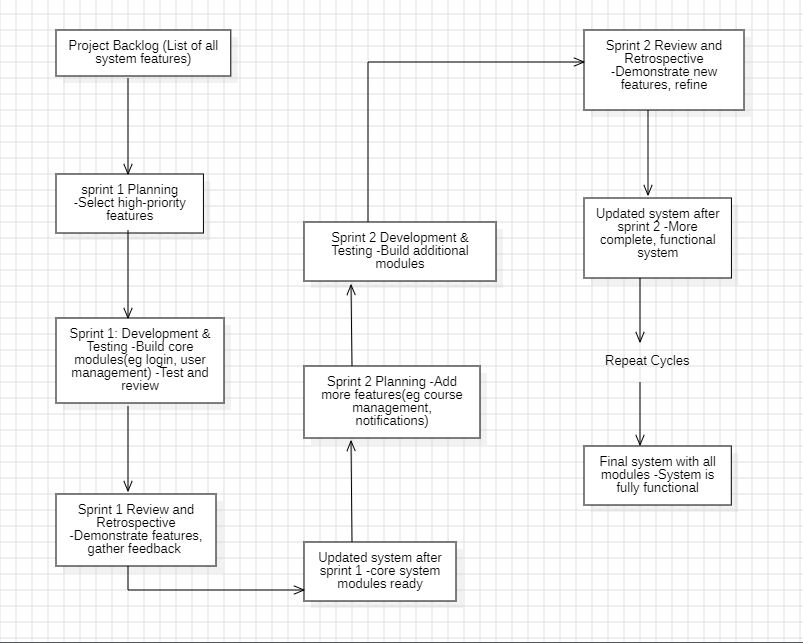 Project Backlog (List of all
system features)
sprint 1 Planning
-Select high-priority
features
Sprint 1: Development &
Testing -Build core
modules(eg login, user
management) -Test and
review
Sprint 1 Review and
Retrospective
-Demonstrate features,
gather feedback
Updated system after
sprint 1 -core system
modules ready
Sprint 2 Planning -Add
more features(eg course
management,
notifications)
Sprint 2 Development &
Testing -Build additional
modules
Sprint 2 Review and
Retrospective
-Demonstrate new
features, refine
Updated system after
sprint 2 -More
complete, functional
system
Repeat Cycles
Final system with all
modules -System is
fully functional